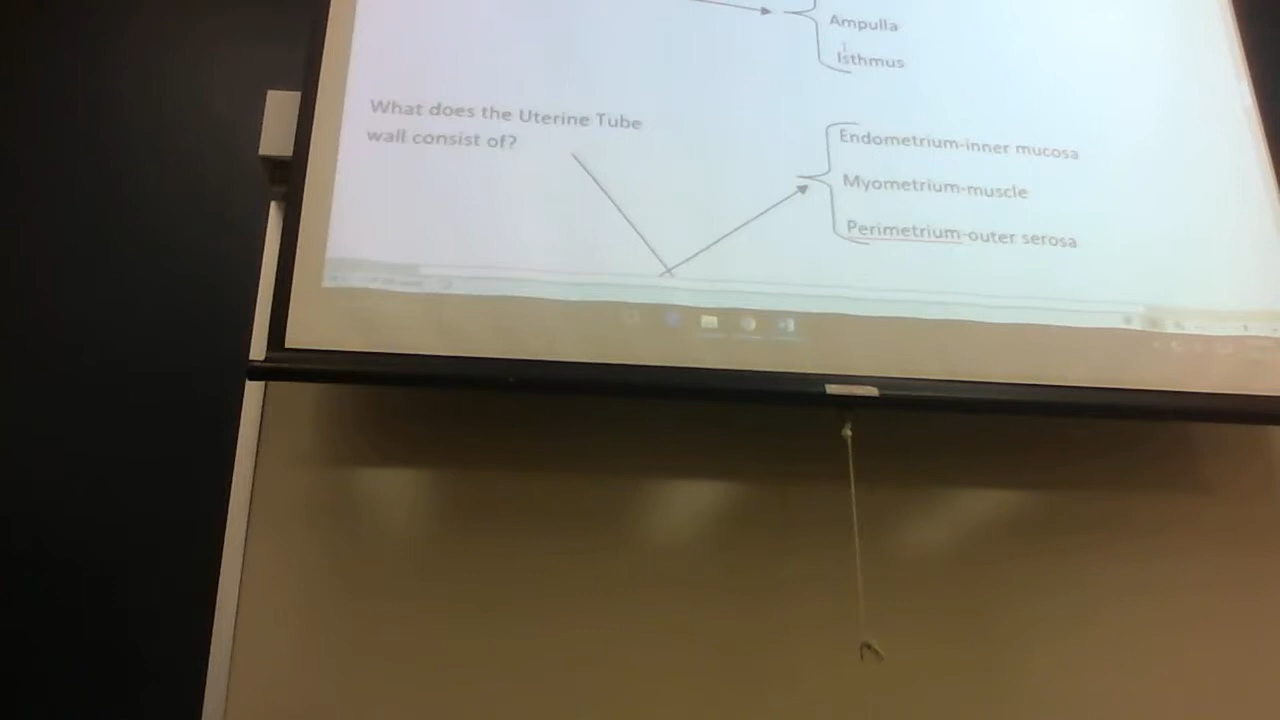 Ampulla
Isthmus
What does the Uterine Tube
wall consist of?
Endometrium-inner mucosa
Myometrium-muscle
Perimetrium-outer serosa